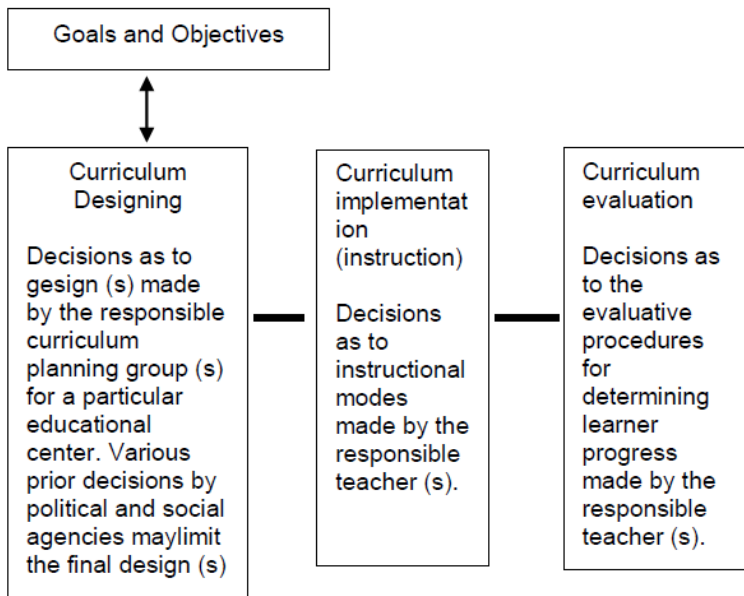 Goals and Objectives
Curriculum
Designing
Decisions as to
gesign (s) made
by the responsible
curriculum
planning group (s)
for a particular
educational
center. Various
prior decisions by
political and social
agencies maylimit
the final design (s)
Curriculum
implementat
ion
(instruction)
Decisions
as to
instructional
modes
made by the
responsible
teacher (s).
Curriculum
evaluation
Decisions as
to the
evaluative
procedures
for
determining
learner
progress
made by the
responsible
teacher (s).